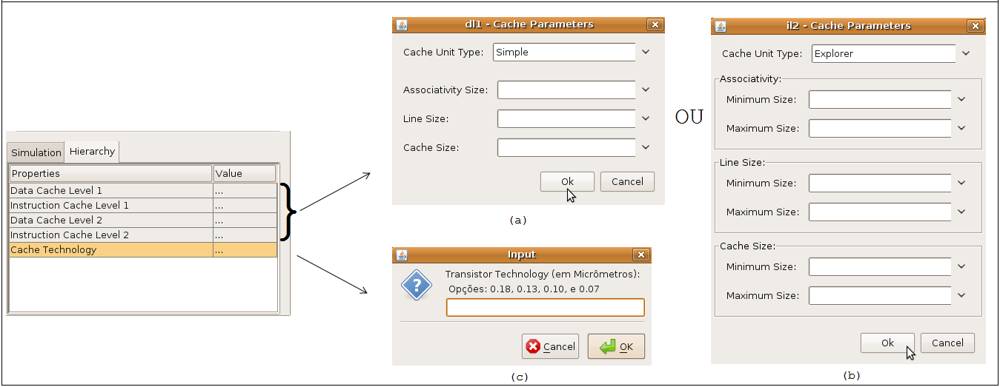 Simulation Hierarchy
Properties Value
Data Cache Level 1 ...
Instruction Cache Level 1 ...
Data Cache Level 2 ...
Instruction Cache Level 2 ...
Cache Technology ...
dl1 - Cache Parameters
Cache Unit Type: Simple
Associativity Size:
Line Size:
Cache Size:
Ok Cancel
(a)
OU
il2 - Cache Parameters
Cache Unit Type: Explorer
Associativity:
Minimum Size:
Maximum Size:
Line Size:
Minimum Size:
Maximum Size:
Cache Size:
Minimum Size:
Maximum Size:
Ok Cancel
(b)
Input
Transistor Technology (em Micrômetros):
Opções: 0.18, 0.13, 0.10, e 0.07
Cancel OK
(c)